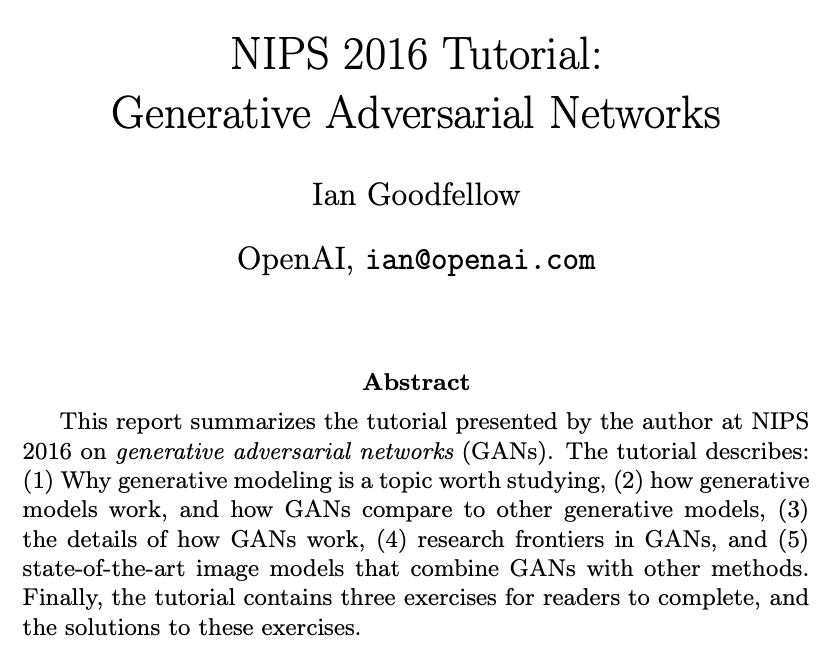 NIPS 2016 Tutorial:
Generative Adversarial Networks
Ian Goodfellow
OpenAI, ian@openai.com
Abstract
This report summarizes the tutorial presented by the author at NIPS
2016 on generative adversarial networks (GANs). The tutorial describes:
(1) Why generative modeling is a topic worth studying, (2) how generative
models work, and how GANs compare to other generative models, (3)
the details of how GANs work, (4) research frontiers in GANs, and (5)
state-of-the-art image models that combine GANs with other methods.
Finally, the tutorial contains three exercises for readers to complete, and
the solutions to these exercises.